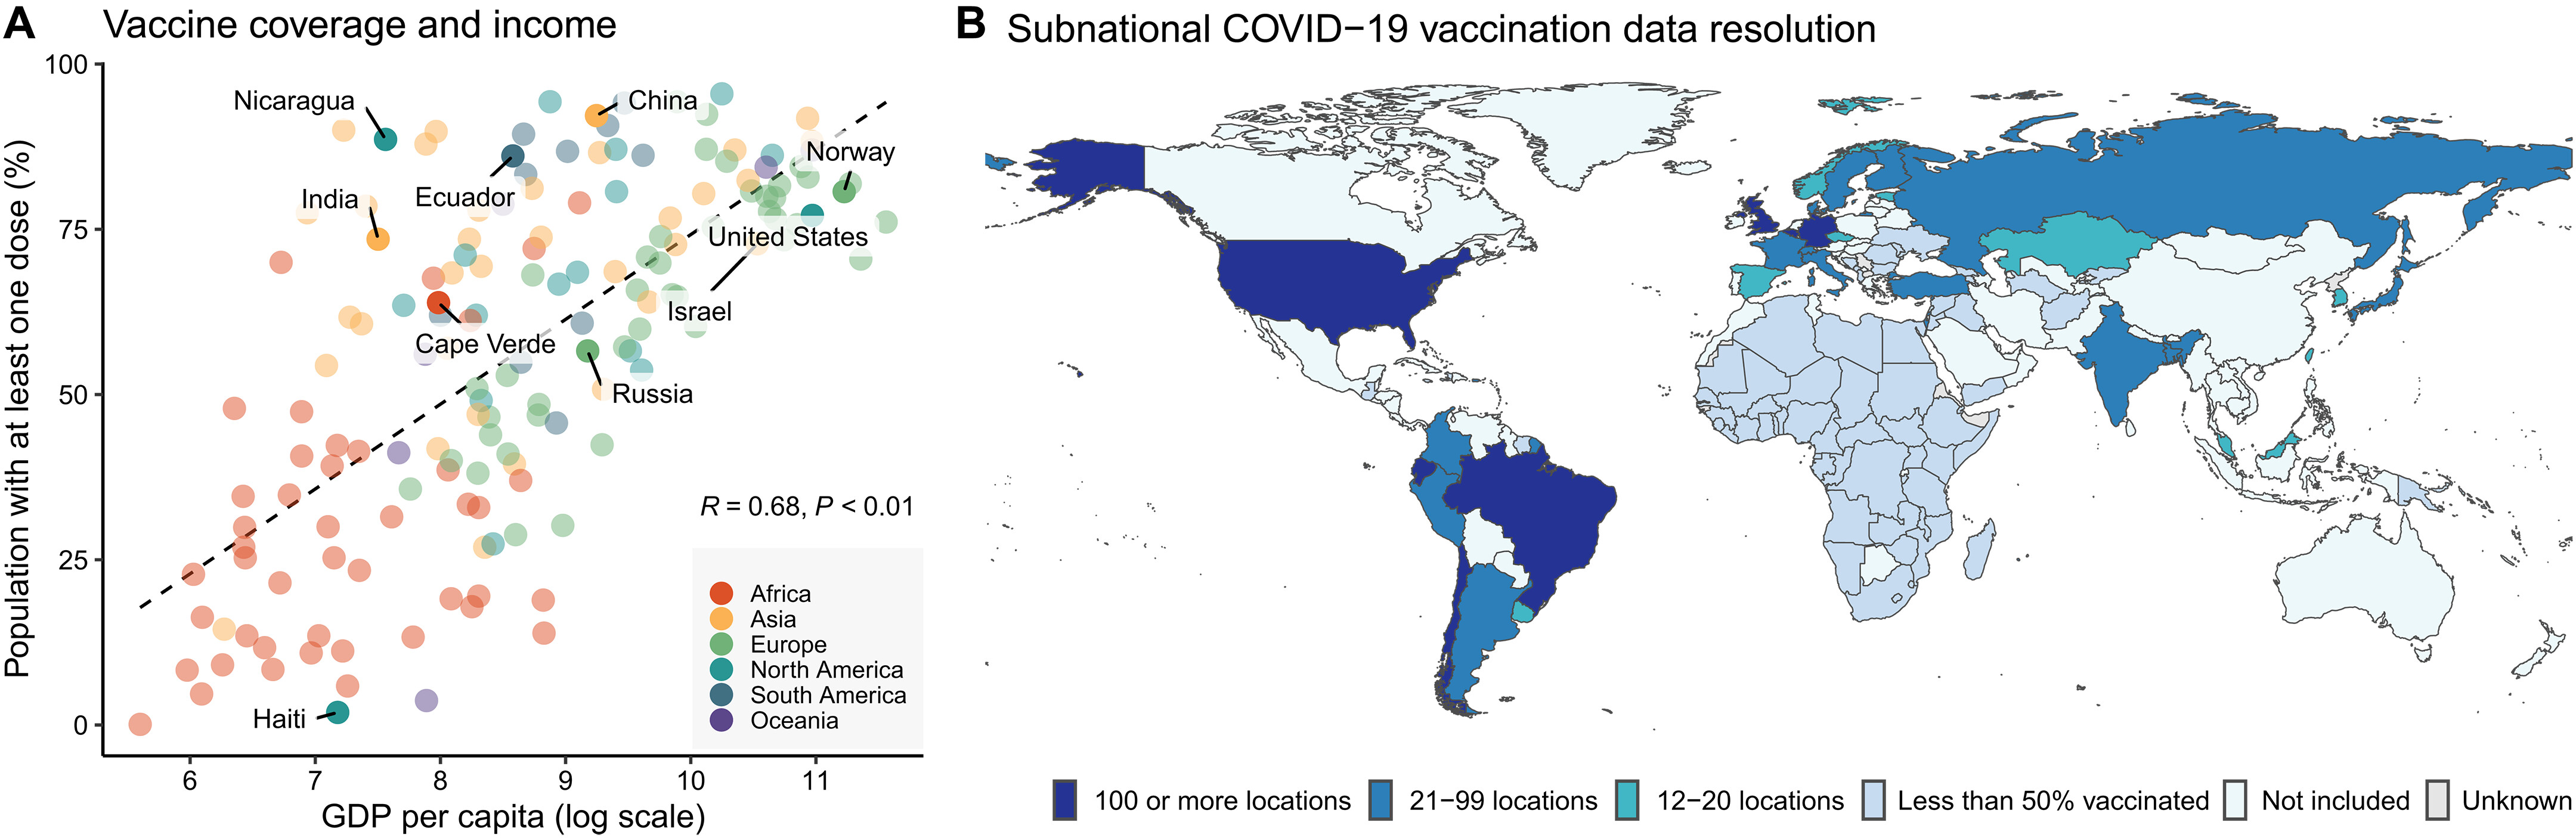 A Vaccine coverage and income
Population with at least one dose (%)
100
75
50
25
0
Nicaragua
China
Norway
India
Ecuador
United States
Israel
Cape Verde
Russia
R = 0.68, P < 0.01
Haiti
Africa
Asia
Europe
North America
South America
Oceania
6 7 8 9 10 11
GDP per capita (log scale)
B Subnational COVID−19 vaccination data resolution
100 or more locations 21−99 locations 12−20 locations Less than 50% vaccinated Not included Unknown